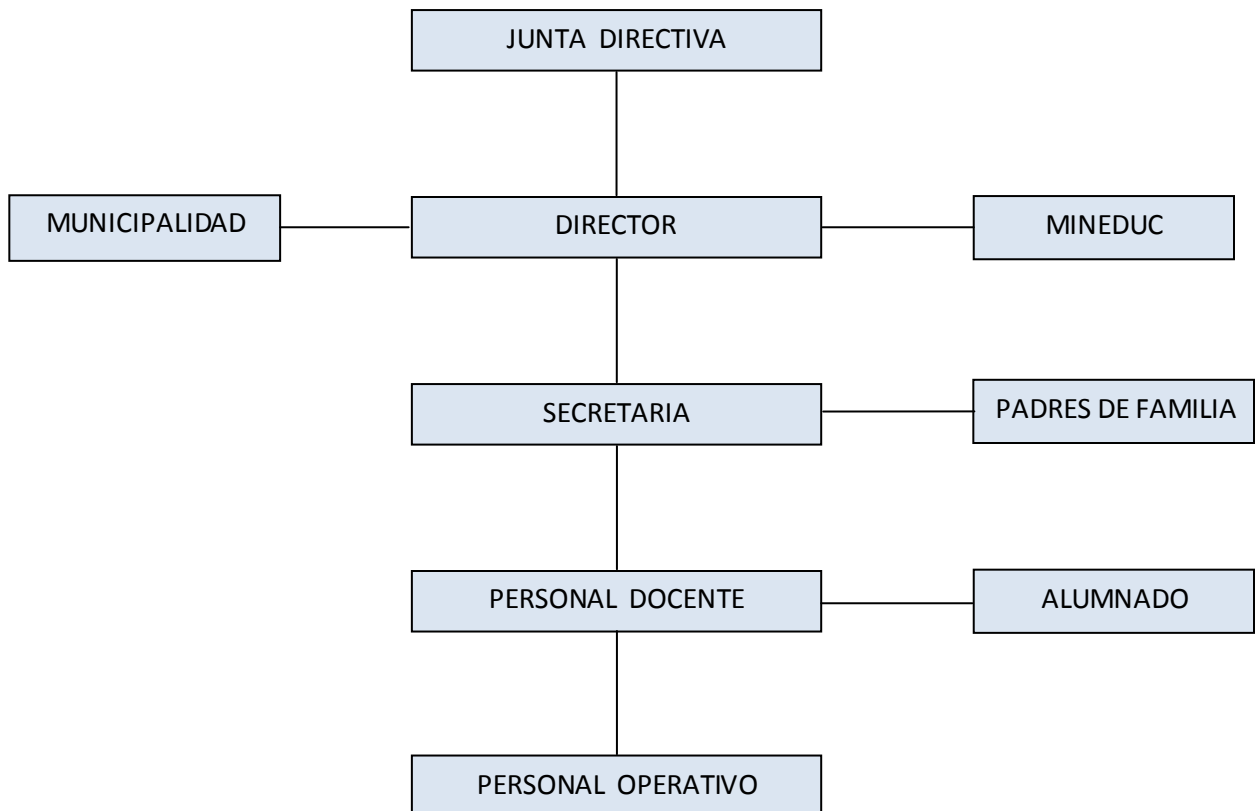 JUNTA DIRECTIVA
MUNICIPALIDAD
DIRECTOR
MINEDUC
SECRETARIA
PADRES DE FAMILIA
PERSONAL DOCENTE
ALUMNADO
PERSONAL OPERATIVO